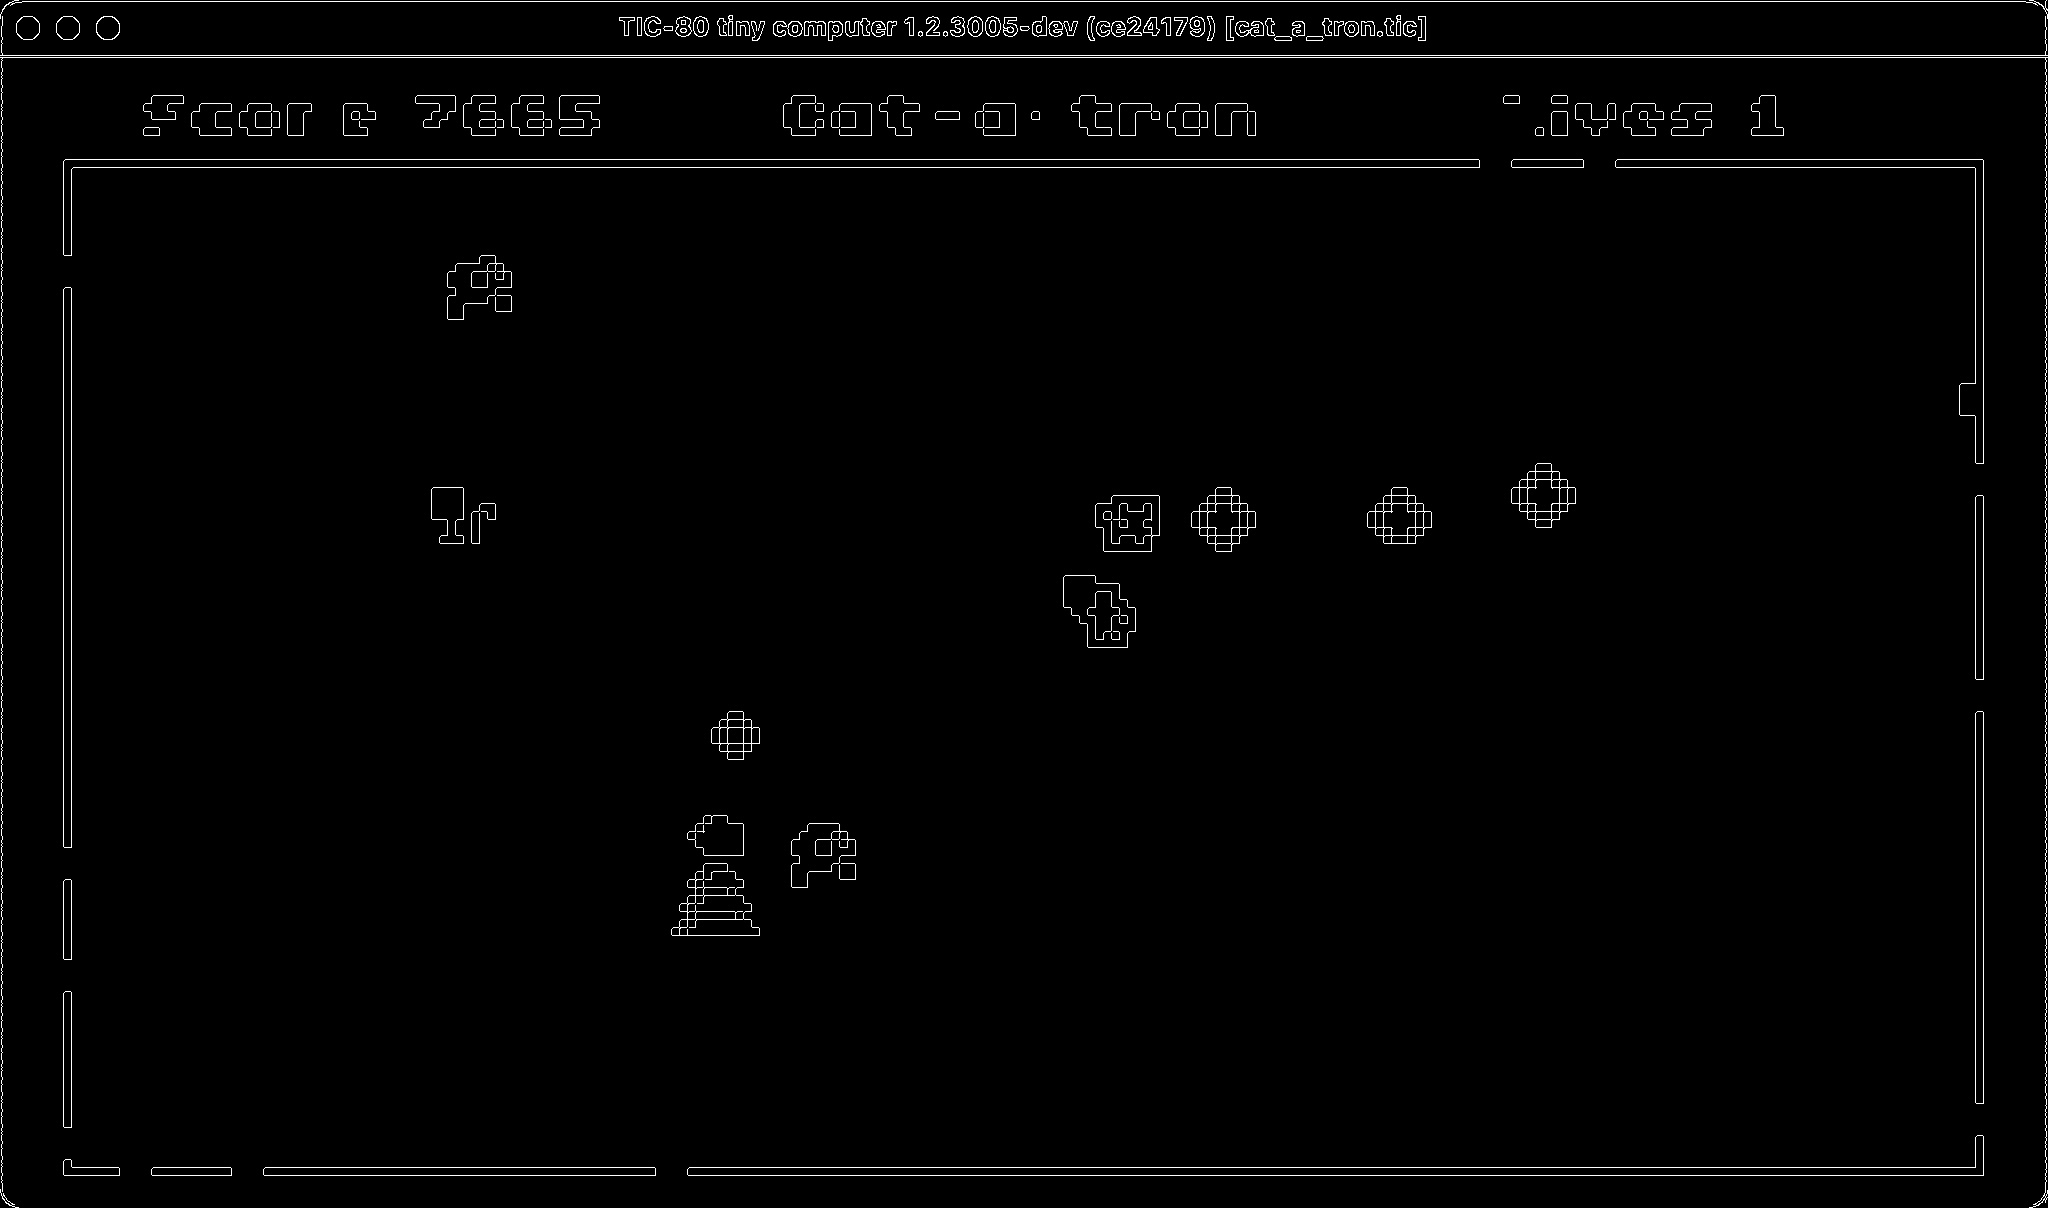 TIC-80 tiny computer 1.2.3005-dev (ce24179) [cat_a_tron.tic]
Score 7665 Cat-a-tron Lives 1